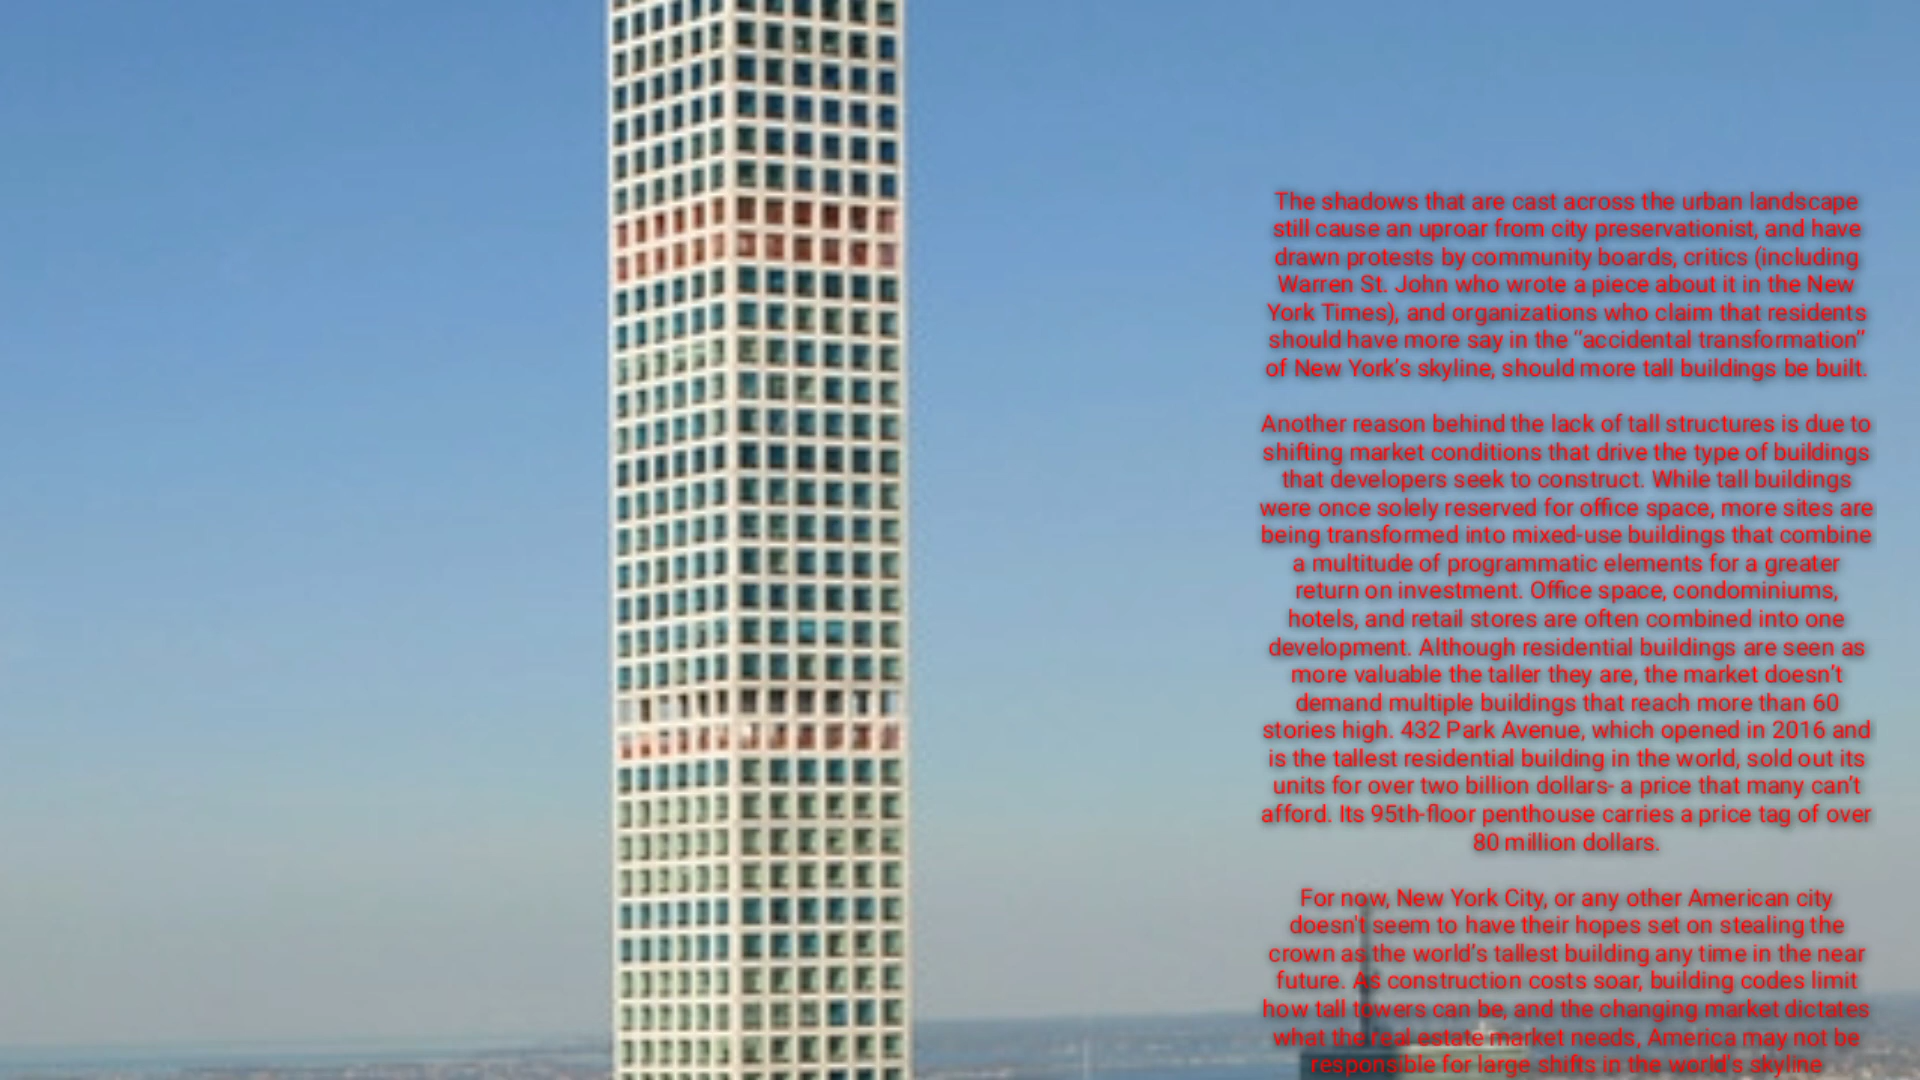 The shadows that are cast across the urban landscape
still cause an uproar from city preservationist, and have
drawn protests by community boards, critics (including
Warren St. John who wrote a piece about it in the New
York Times), and organizations who claim that residents
should have more say in the “accidental transformation”
of New York’s skyline, should more tall buildings be built.
Another reason behind the lack of tall structures is due to
shifting market conditions that drive the type of buildings
that developers seek to construct. While tall buildings
were once solely reserved for office space, more sites are
being transformed into mixed-use buildings that combine
a multitude of programmatic elements for a greater
return on investment. Office space, condominiums,
hotels, and retail stores are often combined into one
development. Although residential buildings are seen as
more valuable the taller they are, the market doesn’t
demand multiple buildings that reach more than 60
stories high. 432 Park Avenue, which opened in 2016 and
is the tallest residential building in the world, sold out its
units for over two billion dollars- a price that many can’t
afford. Its 95th-floor penthouse carries a price tag of over
80 million dollars.
For now, New York City, or any other American city
doesn't seem to have their hopes set on stealing the
crown as the world’s tallest building any time in the near
future. As construction costs soar, building codes limit
how tall towers can be, and the changing market dictates
what the real estate market needs, America may not be
responsible for large shifts in the world's skyline